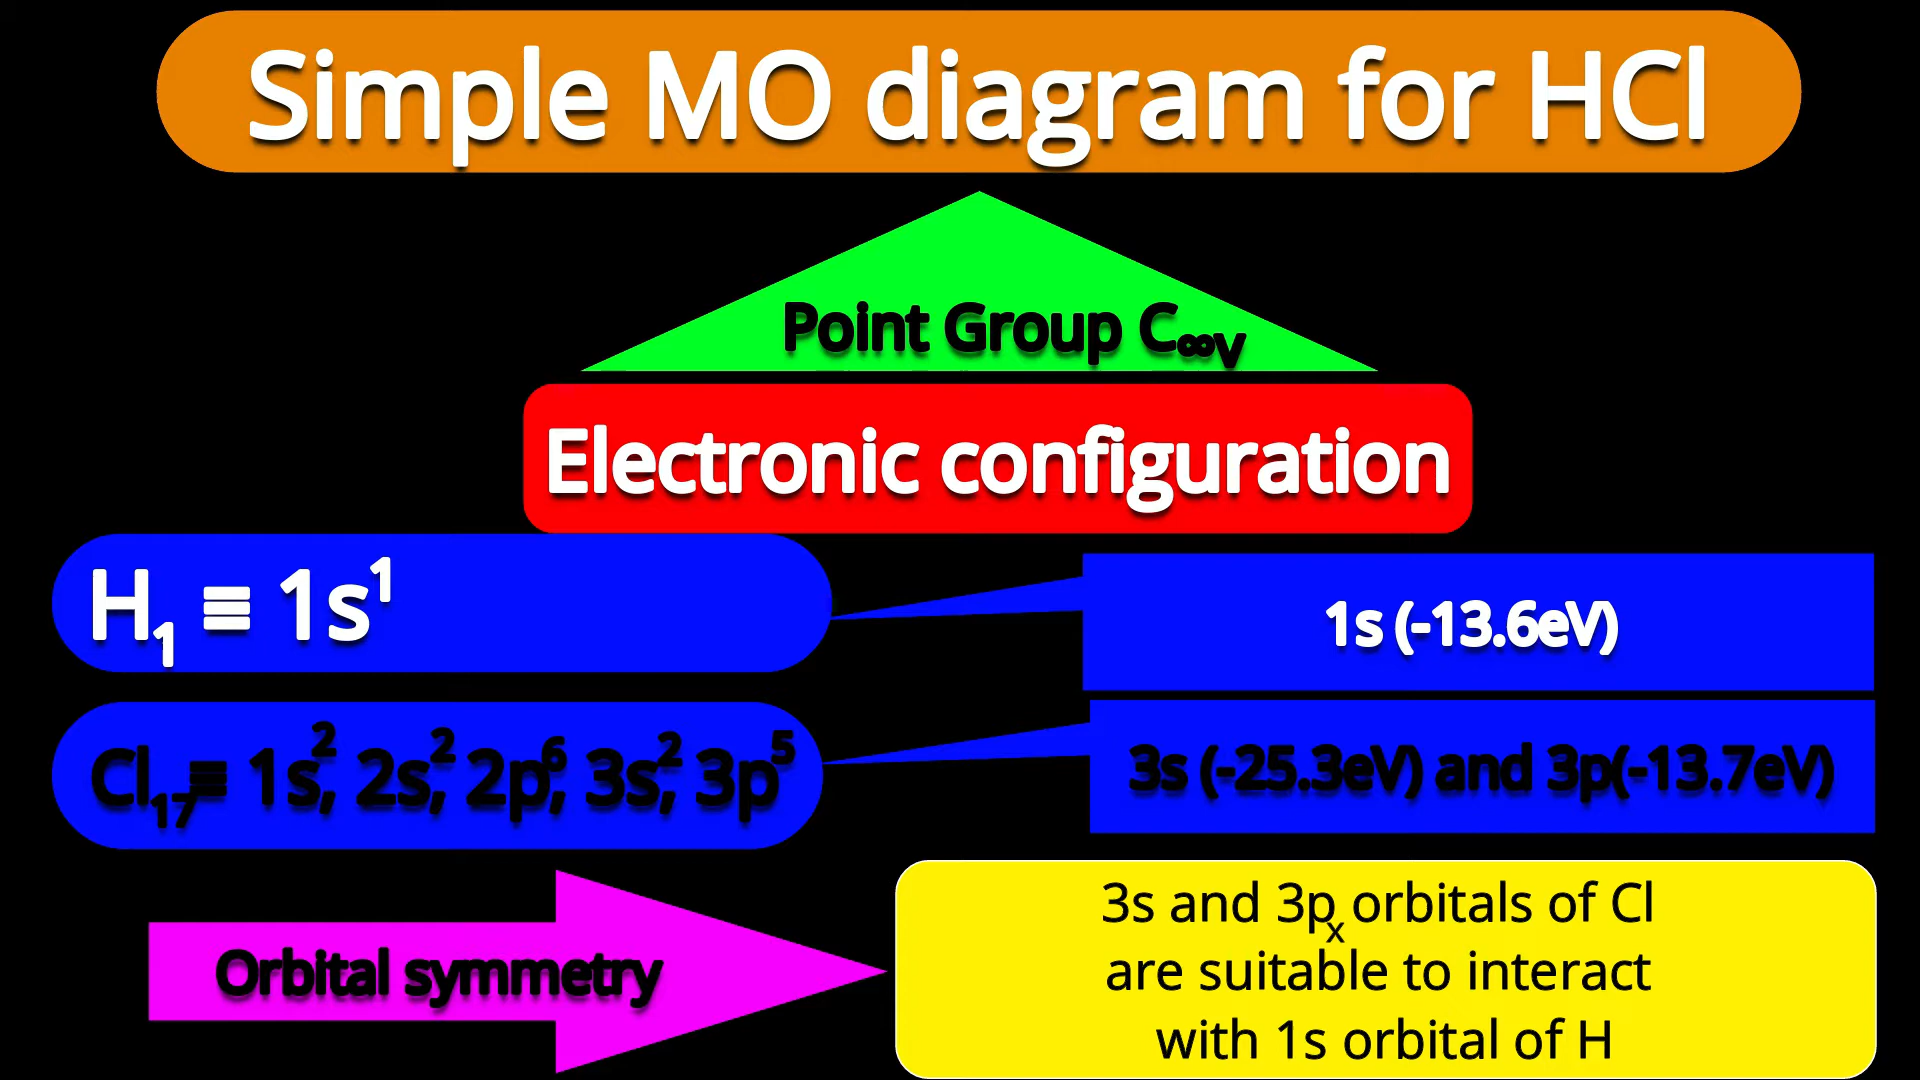 Simple MO diagram for HCl
Point Group C∞v
Electronic configuration
H₁ ≡ 1s¹
1s (-13.6eV)
Cl₁₇≡ 1s², 2s², 2p⁶, 3s², 3p⁵
3s (-25.3eV) and 3p(-13.7eV)
Orbital symmetry
3s and 3pₓ orbitals of Cl
are suitable to interact
with 1s orbital of H